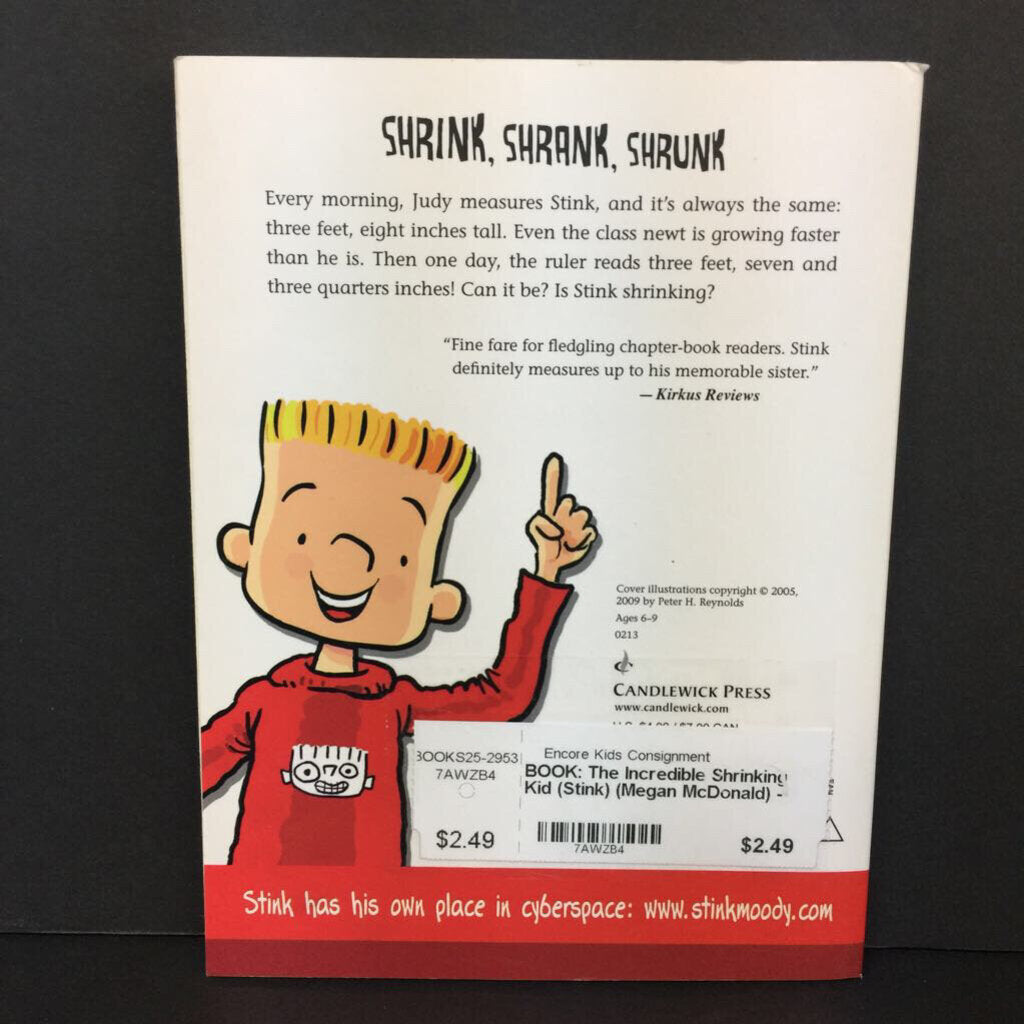 SHRINK, SHRANK, SHRUNK
Every morning, Judy measures Stink, and it's always the same:
three feet, eight inches tall. Even the class newt is growing faster
than he is. Then one day, the ruler reads three feet, seven and
three quarters inches! Can it be? Is Stink shrinking?
“Fine fare for fledgling chapter-book readers. Stink
definitely measures up to his memorable sister.”
— Kirkus Reviews
Cover illustrations copyright © 2005,
2009 by Peter H. Reynolds
Ages 6–9
0213
CANDLEWICK PRESS
www.candlewick.com
BOOKS25-2953
7AWZB4
$2.49
Encore Kids Consignment
BOOK: The Incredible Shrinking
Kid (Stink) (Megan McDonald) -
7AWZB4
$2.49
Stink has his own place in cyberspace: www.stinkmoody.com